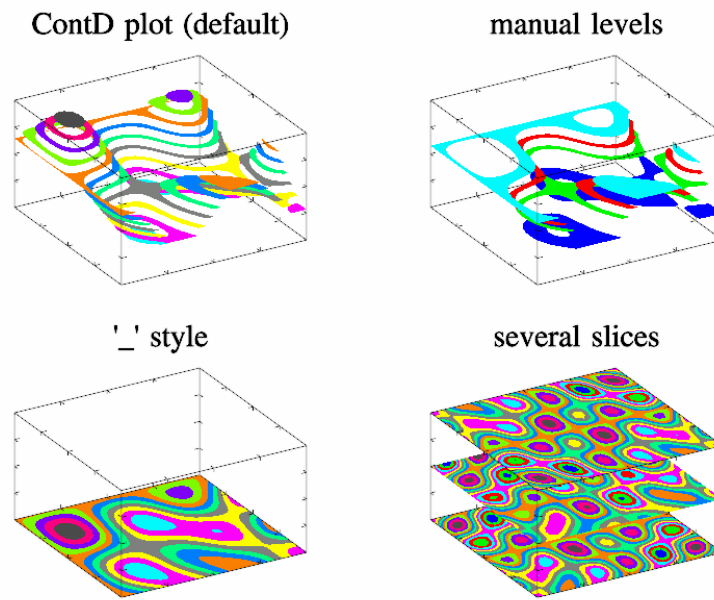 ContD plot (default)
manual levels
'_' style
several slices